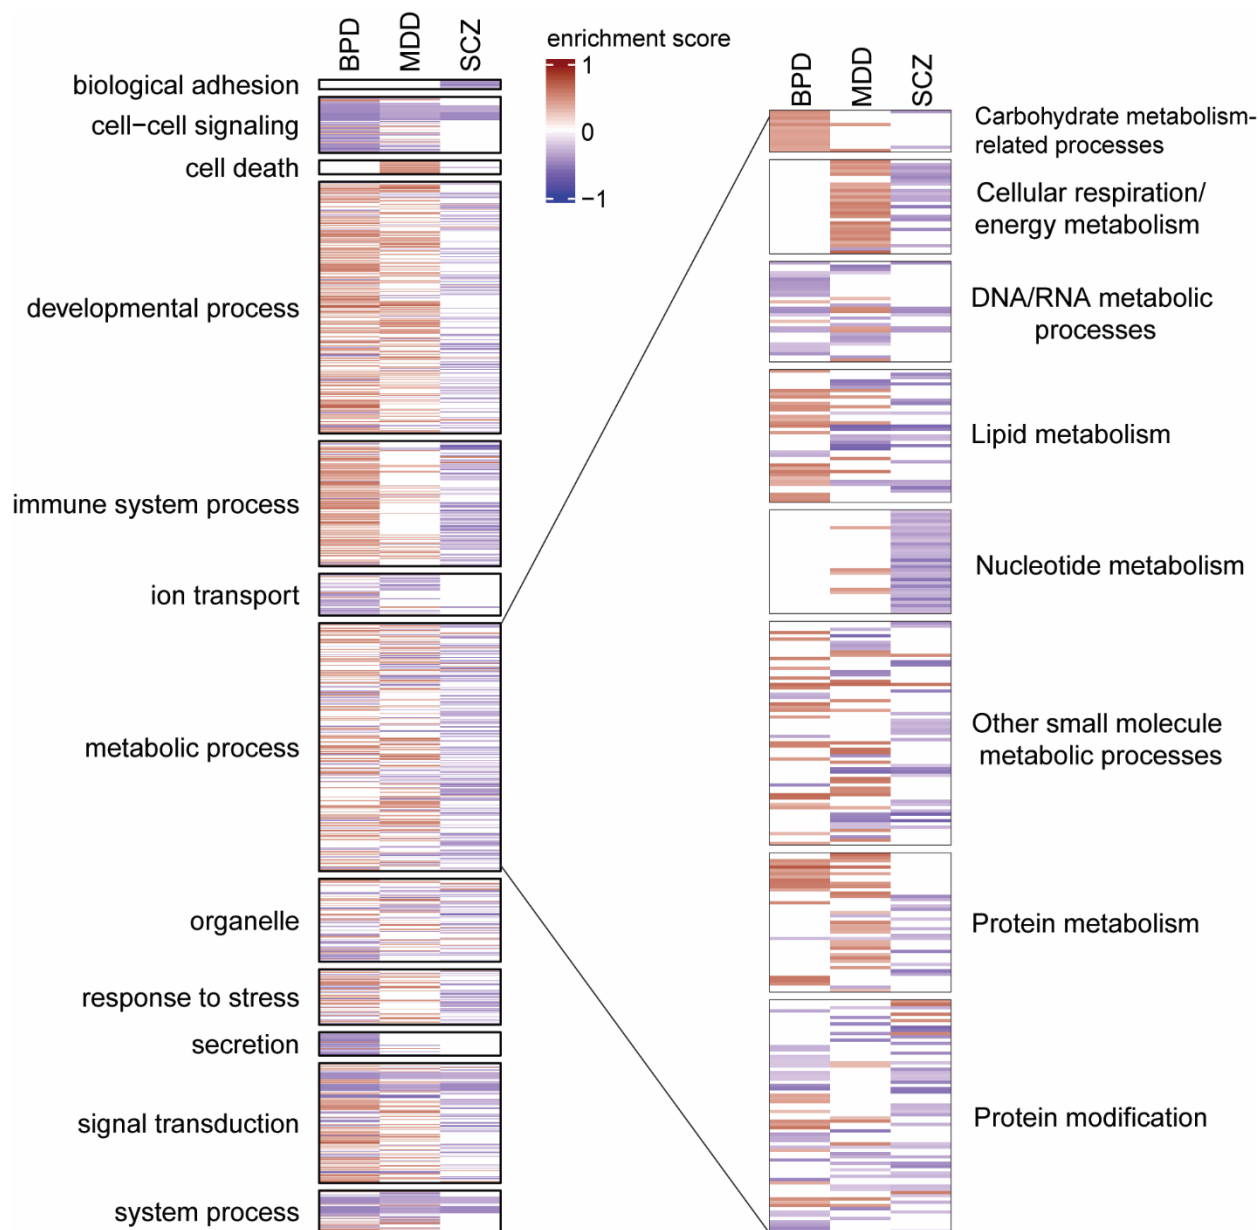 BPD
MDD
SCZ
enrichment score
1
0
−1
biological adhesion
cell−cell signaling
cell death
developmental process
immune system process
ion transport
metabolic process
organelle
response to stress
secretion
signal transduction
system process
BPD
MDD
SCZ
Carbohydrate metabolism-
related processes
Cellular respiration/
energy metabolism
DNA/RNA metabolic
processes
Lipid metabolism
Nucleotide metabolism
Other small molecule
metabolic processes
Protein metabolism
Protein modification